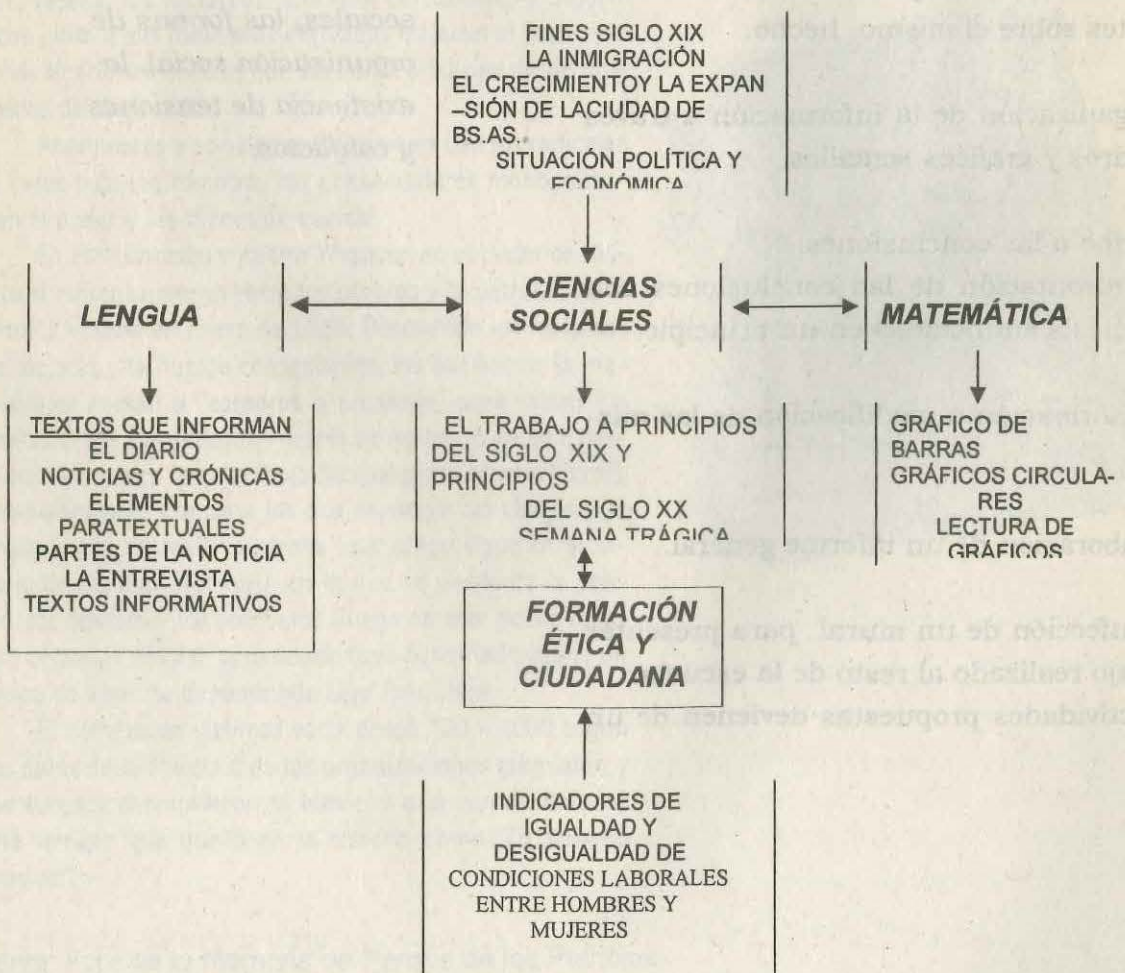 FINES SIGLO XIX
LA INMIGRACIÓN
EL CRECIMIENTOY LA EXPAN
–SIÓN DE LACIUDAD DE
BS.AS..
SITUACIÓN POLÍTICA Y
ECONÓMICA
LENGUA
CIENCIAS
SOCIALES
MATEMÁTICA
TEXTOS QUE INFORMAN
EL DIARIO
NOTICIAS Y CRÓNICAS
ELEMENTOS
PARATEXTUALES
PARTES DE LA NOTICIA
LA ENTREVISTA
TEXTOS INFORMÁTIVOS
EL TRABAJO A PRINCIPIOS
DEL SIGLO XIX Y
PRINCIPIOS
DEL SIGLO XX
SEMANA TRÁGICA
GRÁFICO DE
BARRAS
GRÁFICOS CIRCULA-
RES
LECTURA DE
GRÁFICOS
FORMACIÓN
ÉTICA Y
CIUDADANA
INDICADORES DE
IGUALDAD Y
DESIGUALDAD DE
CONDICIONES LABORALES
ENTRE HOMBRES Y
MUJERES